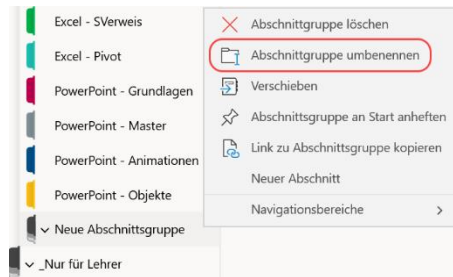 Excel - SVerweis
Excel - Pivot
PowerPoint - Grundlagen
PowerPoint - Master
PowerPoint - Animationen
PowerPoint - Objekte
Neue Abschnittsgruppe
_Nur für Lehrer
Abschnittgruppe löschen
Abschnittgruppe umbenennen
Verschieben
Abschnittsgruppe an Start anheften
Link zu Abschnittsgruppe kopieren
Neuer Abschnitt
Navigationsbereiche